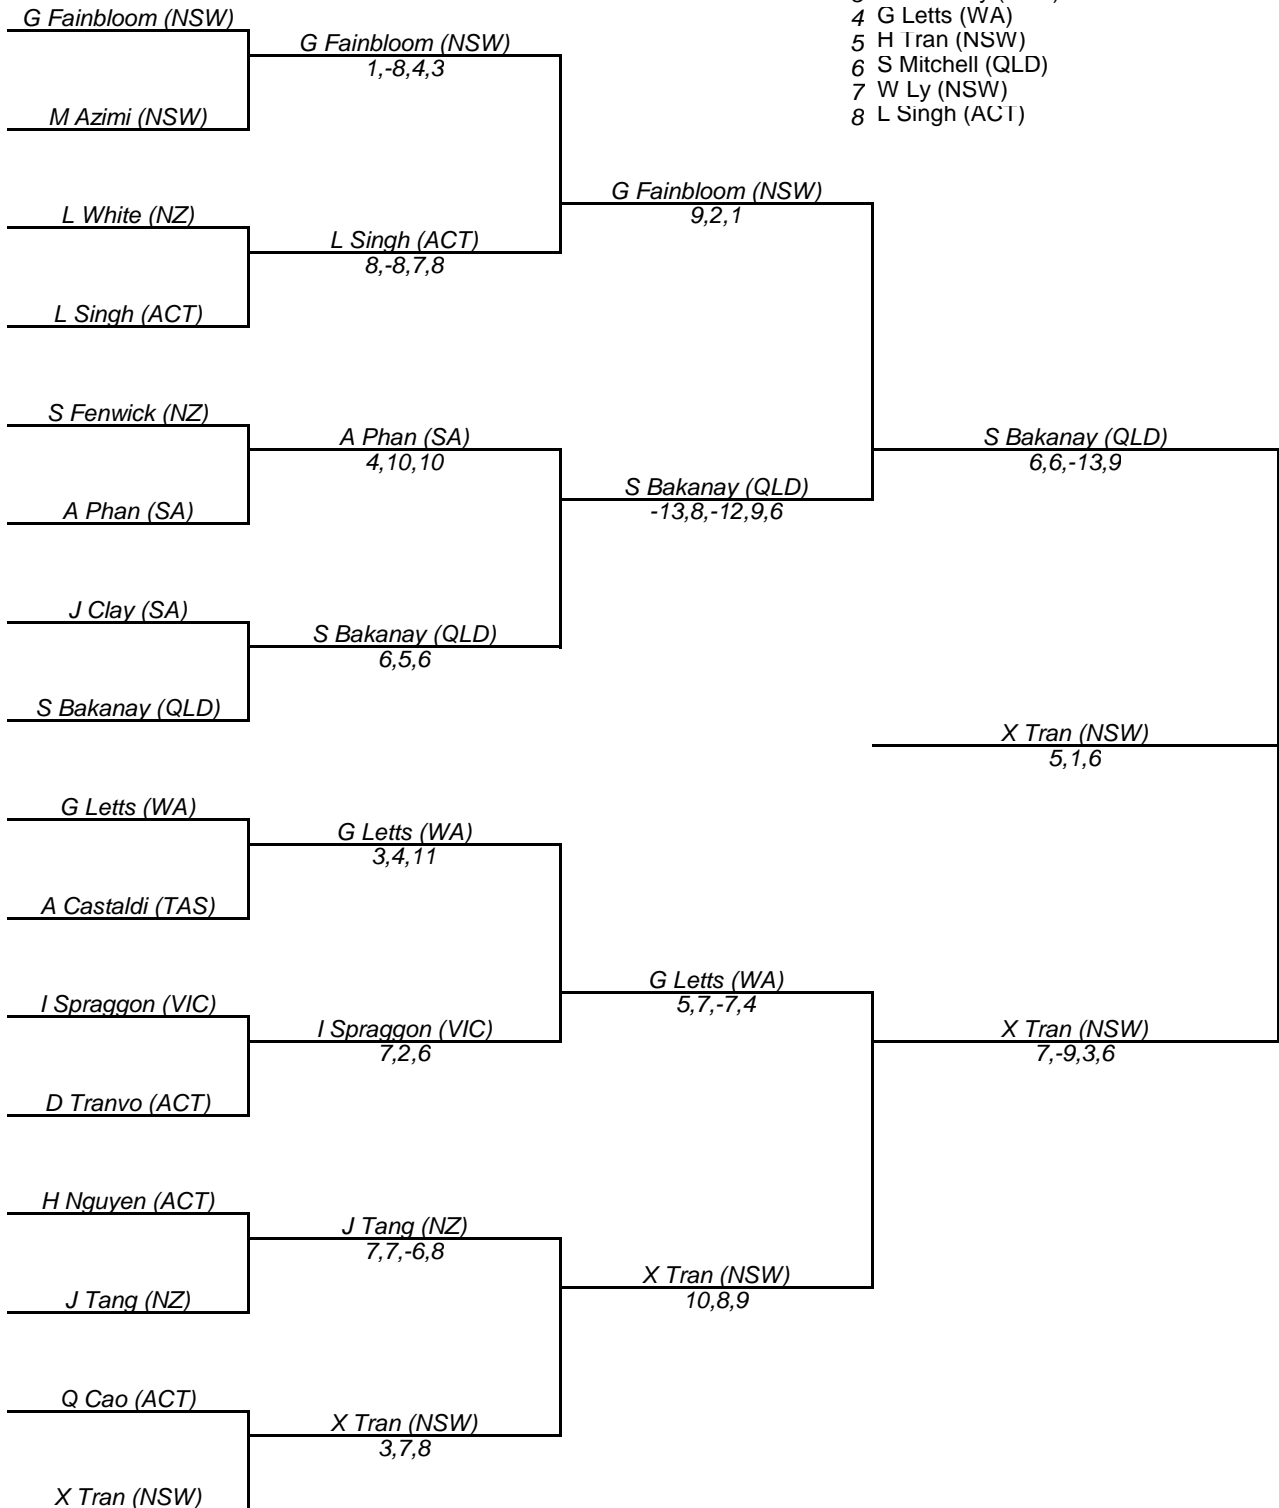 4 G Letts (WA)
5 H Tran (NSW)
6 S Mitchell (QLD)
7 W Ly (NSW)
8 L Singh (ACT)
G Fainbloom (NSW)
G Fainbloom (NSW)
1,-8,4,3
M Azimi (NSW)
G Fainbloom (NSW)
9,2,1
L White (NZ)
L Singh (ACT)
8,-8,7,8
L Singh (ACT)
S Fenwick (NZ)
A Phan (SA)
4,10,10
S Bakanay (QLD)
6,6,-13,9
A Phan (SA)
S Bakanay (QLD)
-13,8,-12,9,6
J Clay (SA)
S Bakanay (QLD)
6,5,6
S Bakanay (QLD)
X Tran (NSW)
5,1,6
G Letts (WA)
G Letts (WA)
3,4,11
A Castaldi (TAS)
G Letts (WA)
5,7,-7,4
I Spraggon (VIC)
I Spraggon (VIC)
7,2,6
X Tran (NSW)
7,-9,3,6
D Tranvo (ACT)
H Nguyen (ACT)
J Tang (NZ)
7,7,-6,8
J Tang (NZ)
X Tran (NSW)
10,8,9
Q Cao (ACT)
X Tran (NSW)
3,7,8
X Tran (NSW)